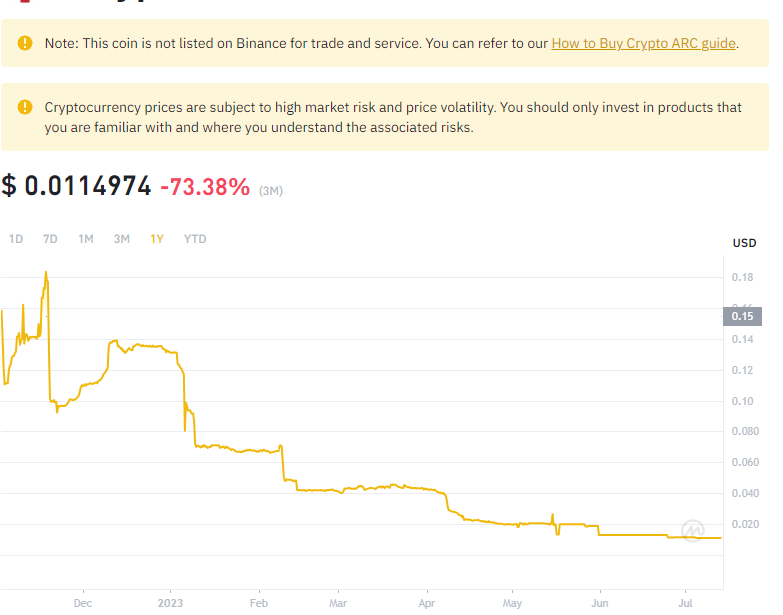 Note: This coin is not listed on Binance for trade and service. You can refer to our How to Buy Crypto ARC guide.
Cryptocurrency prices are subject to high market risk and price volatility. You should only invest in products that
you are familiar with and where you understand the associated risks.
$ 0.0114974 -73.38% (3M)
1D 7D 1M 3M 1Y YTD
USD
0.18
0.15
0.14
0.12
0.10
0.080
0.060
0.040
0.020
Dec 2023 Feb Mar Apr May Jun Jul